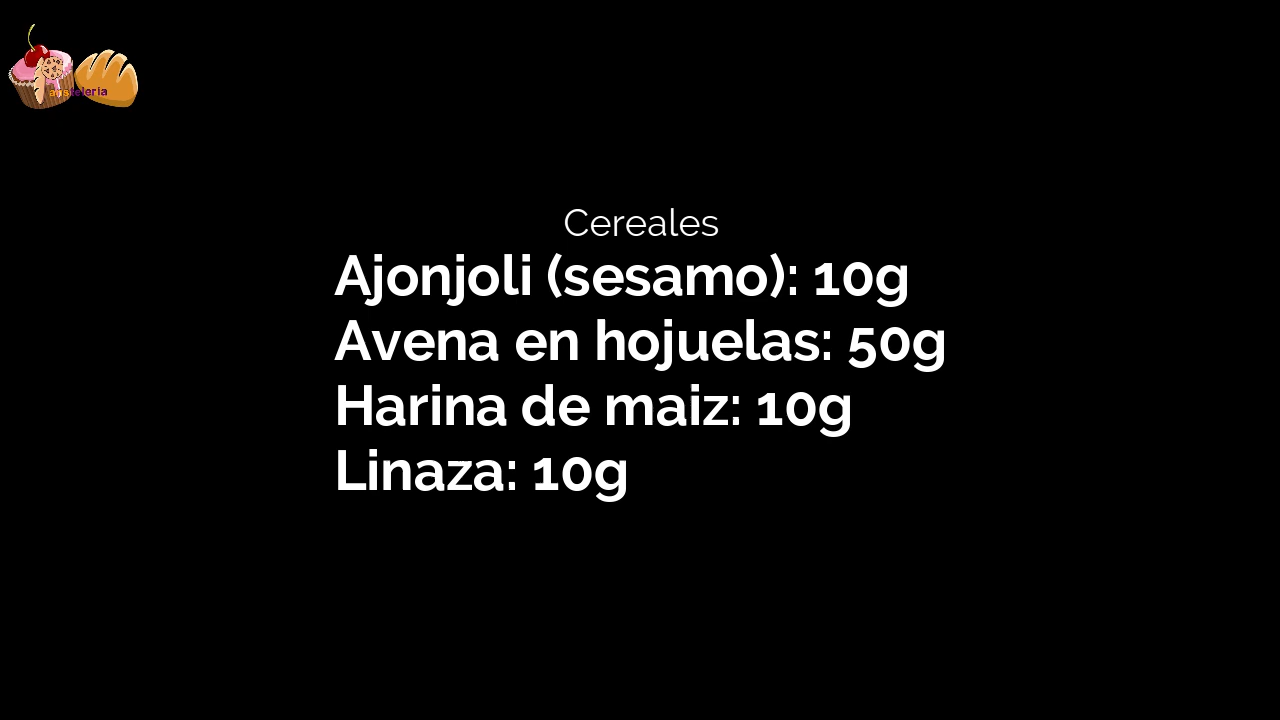 Cereales
Ajonjoli (sesamo): 10g
Avena en hojuelas: 50g
Harina de maiz: 10g
Linaza: 10g